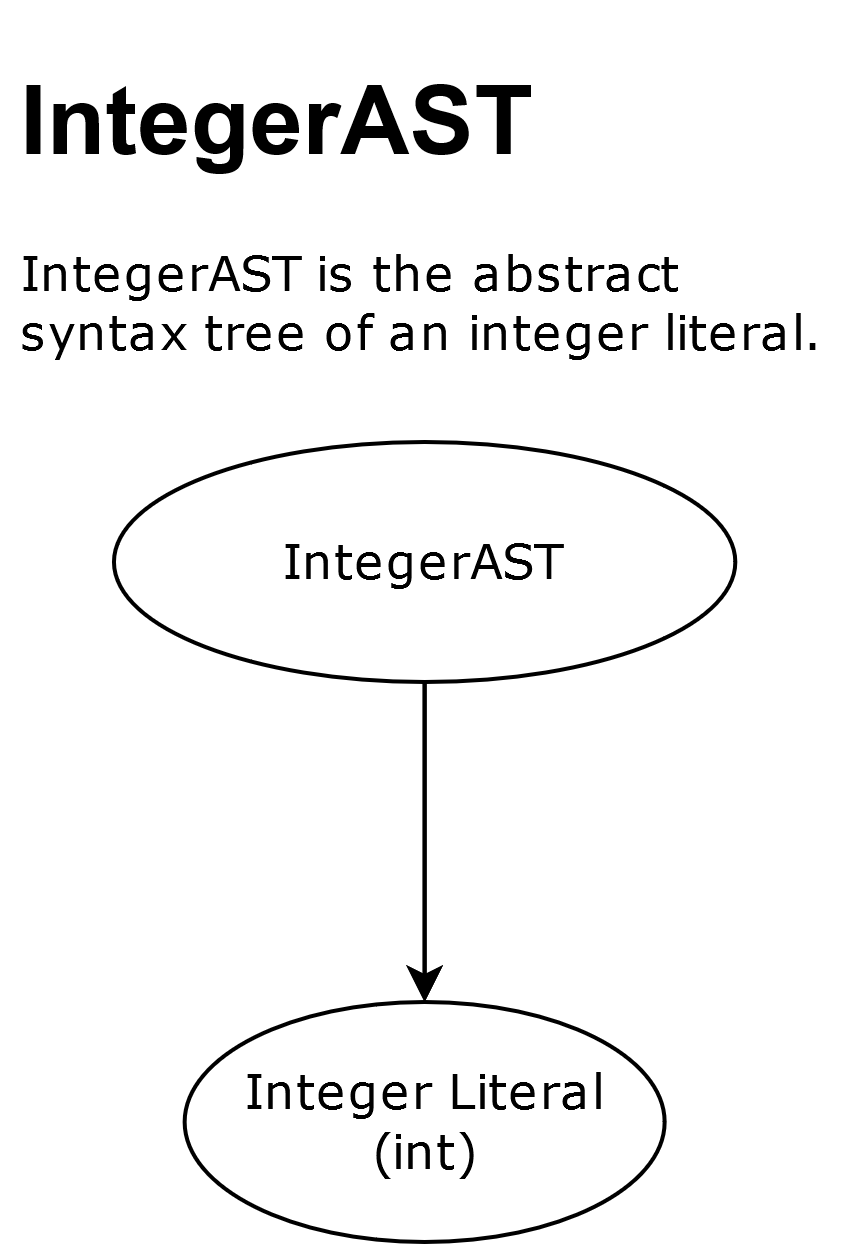 IntegerAST
IntegerAST is the abstract
syntax tree of an integer literal.
IntegerAST
Integer Literal
(int)